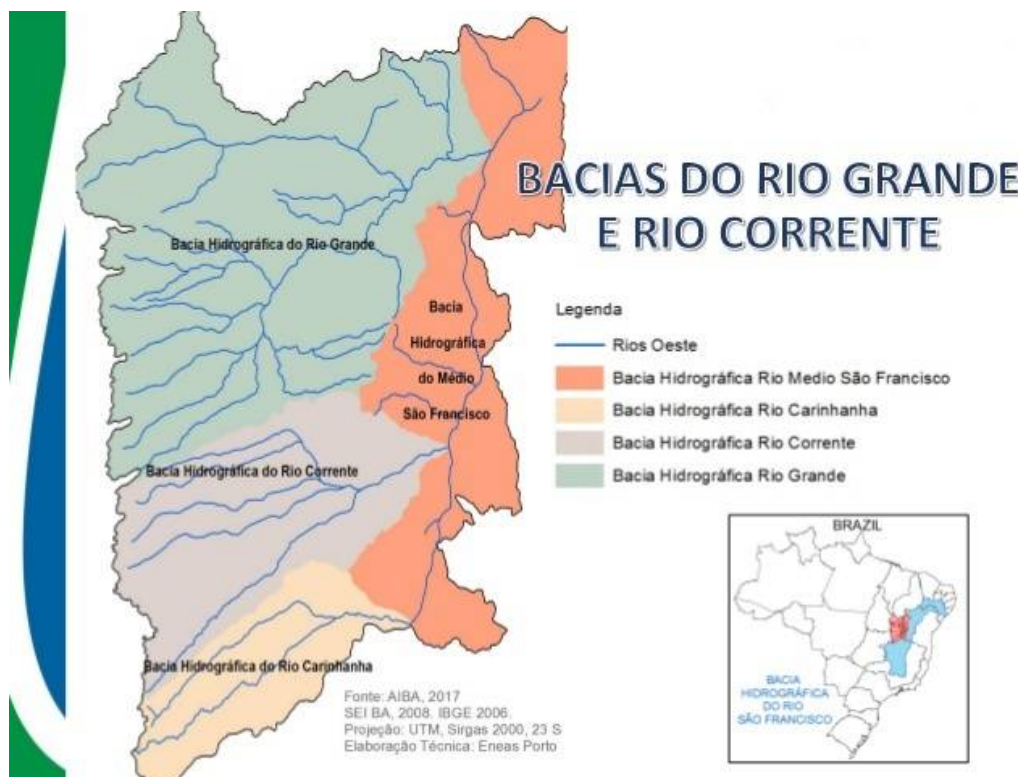 BACIAS DO RIO GRANDE
E RIO CORRENTE
Bacia Hidrográfica do Rio Grande
Bacia
Hidrográfica
do Médio
São Francisco
Bacia Hidrográfica do Rio Corrente
Bacia Hidrográfica do Rio Carinhanha
Legenda
Rios Oeste
Bacia Hidrográfica Rio Medio São Francisco
Bacia Hidrográfica Rio Carinhanha
Bacia Hidrográfica Rio Corrente
Bacia Hidrográfica Rio Grande
BRAZIL
BACIA
HIDROGRÁFICA
DO RIO
SÃO FRANCISCO
Fonte: AIBA, 2017
SEI BA, 2008. IBGE 2006.
Projeção: UTM, Sirgas 2000, 23 S
Elaboração Técnica: Eneas Porto